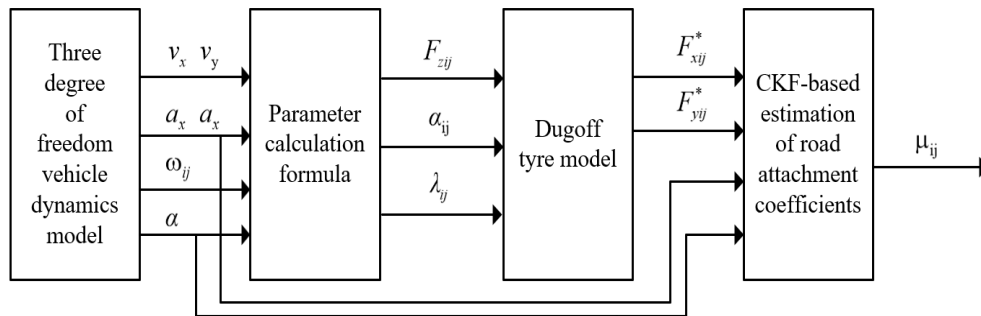 Three
degree
of
freedom
vehicle
dynamics
model
v_x v_y
a_x a_x
ω_ij
α
Parameter
calculation
formula
F_zij
α_ij
λ_ij
Dugoff
tyre model
F*_xij
F*_yij
CKF-based
estimation
of road
attachment
coefficients
μ_ij